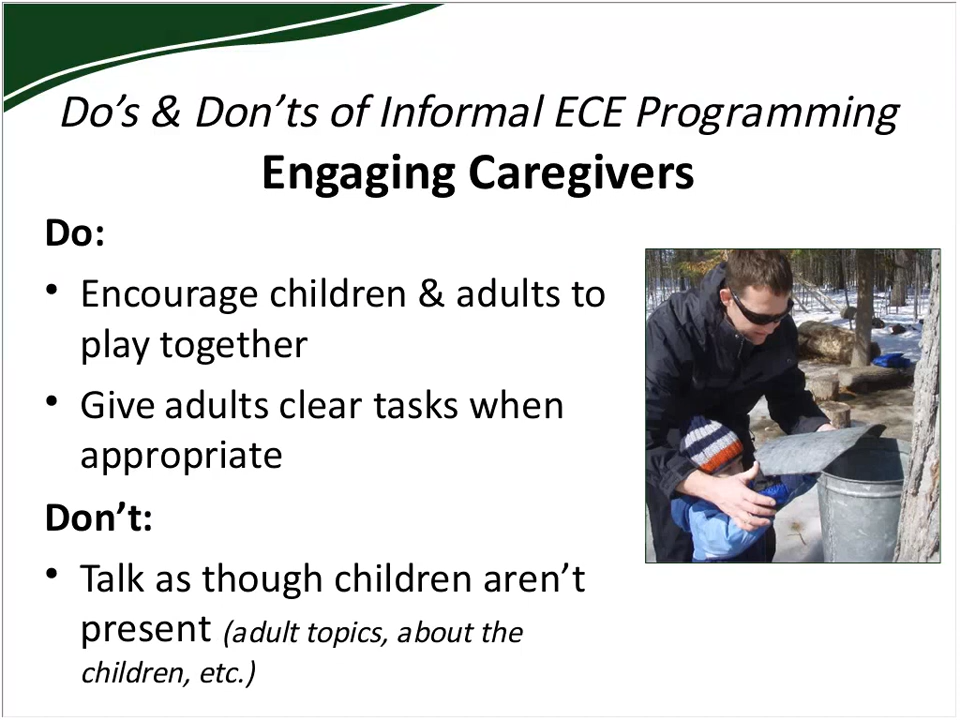 Do’s & Don’ts of Informal ECE Programming
Engaging Caregivers
Do:
• Encourage children & adults to
play together
• Give adults clear tasks when
appropriate
Don’t:
• Talk as though children aren’t
present (adult topics, about the
children, etc.)